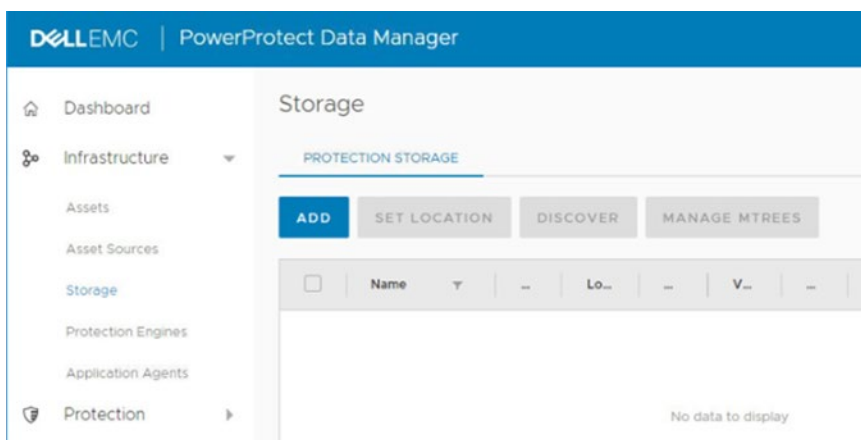 DELLEMC | PowerProtect Data Manager
Dashboard
Infrastructure
Assets
Asset Sources
Storage
Protection Engines
Application Agents
Protection
Storage
PROTECTION STORAGE
ADD SET LOCATION DISCOVER MANAGE MTREES
Name ... Lo... ... V... ...
No data to display